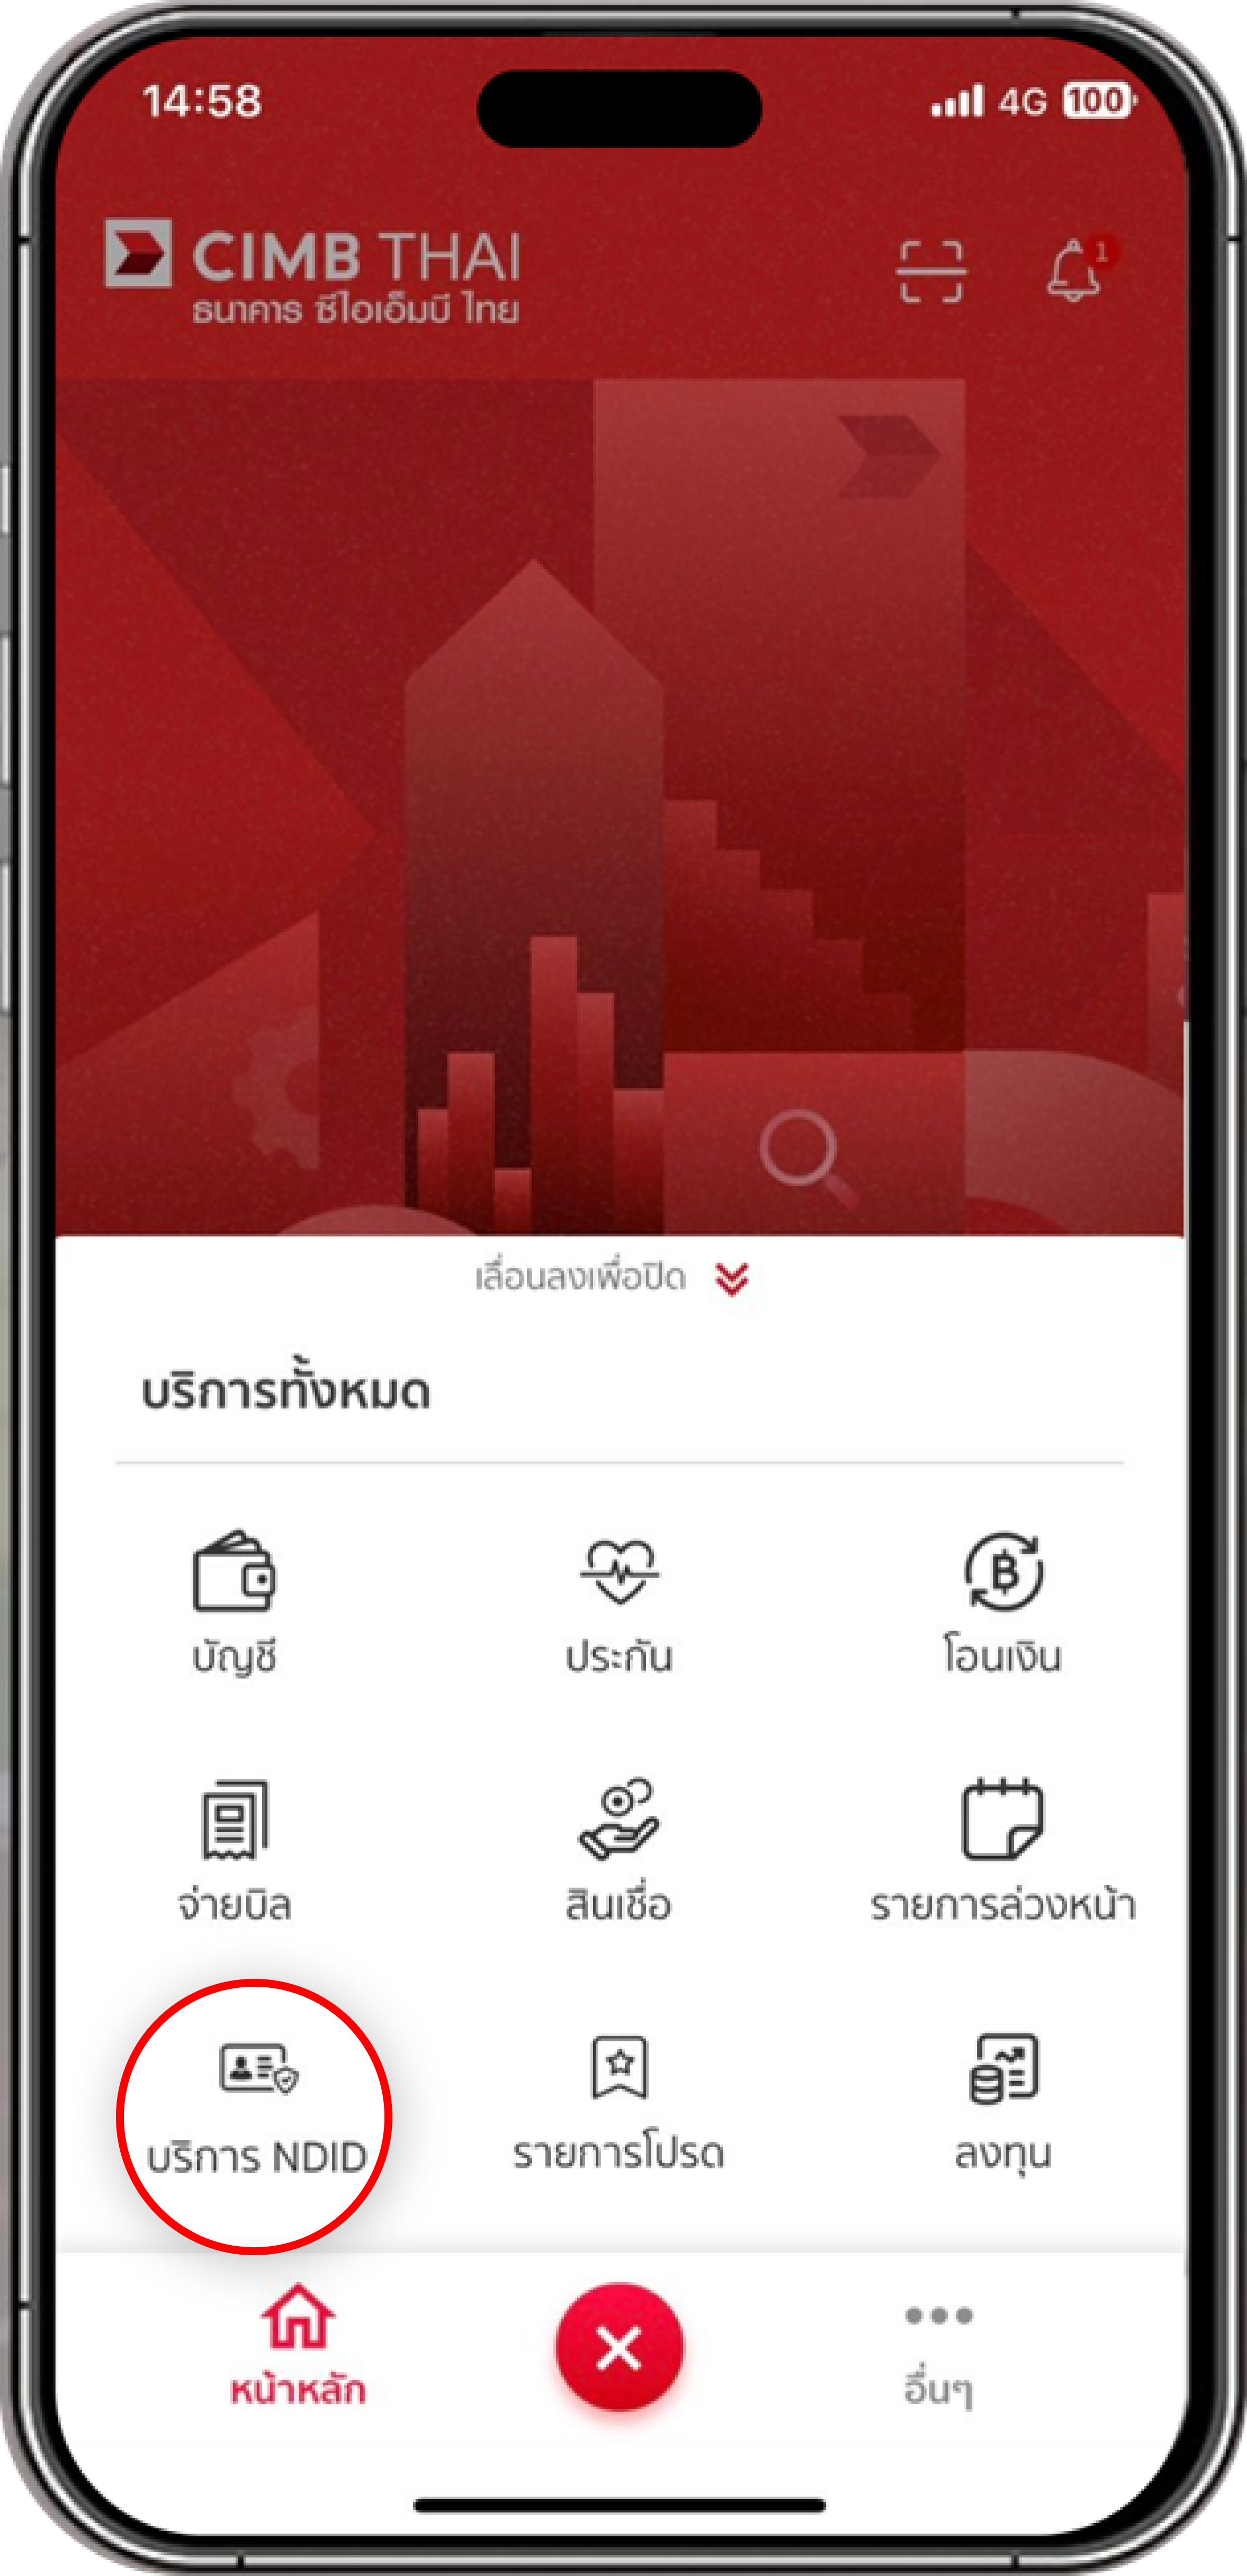 14:58
4G 100
CIMB THAI
1
ธนาคาร ซีไอเอ็มบี ไทย
เลื่อนลงเพื่อปิด
บริการทั้งหมด
บัญชี ประกัน โอนเงิน
จ่ายบิล สินเชื่อ รายการล่วงหน้า
บริการ NDID รายการโปรด ลงทุน
หน้าหลัก อื่นๆ